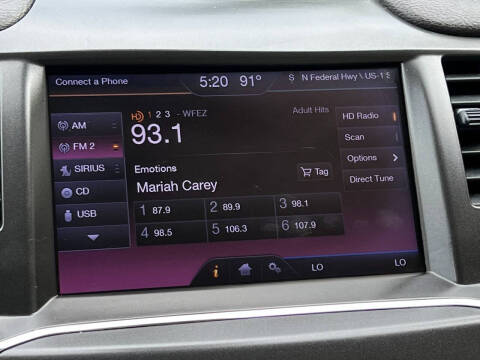 Connect a Phone 5:20 91° S N Federal Hwy \ US-1 S
HD 1 2 3 - WFEZ Adult Hits
93.1
AM
FM 2
SIRIUS
CD
USB
Emotions
Mariah Carey
Tag
1 87.9 2 89.9 3 98.1
4 98.5 5 106.3 6 107.9
HD Radio
Scan
Options
Direct Tune
i LO LO